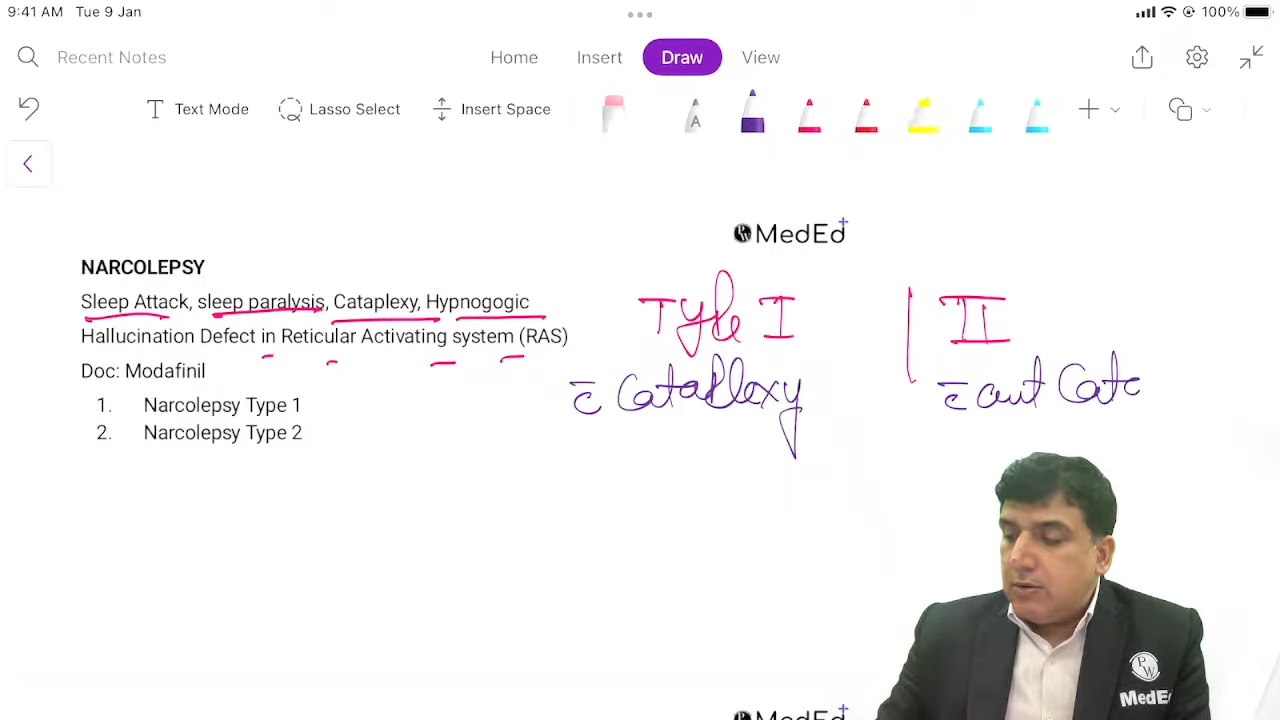 9:41 AM Tue 9 Jan
100%
Recent Notes
Home Insert Draw View
Text Mode Lasso Select Insert Space
A
PW MedEd+
NARCOLEPSY
Sleep Attack, sleep paralysis, Cataplexy, Hypnogogic
Hallucination Defect in Reticular Activating system (RAS)
Doc: Modafinil
1. Narcolepsy Type 1
2. Narcolepsy Type 2
Type I
II
c̄ Cataplexy
c̄ out Cata
PW
MedEd
MedEd+